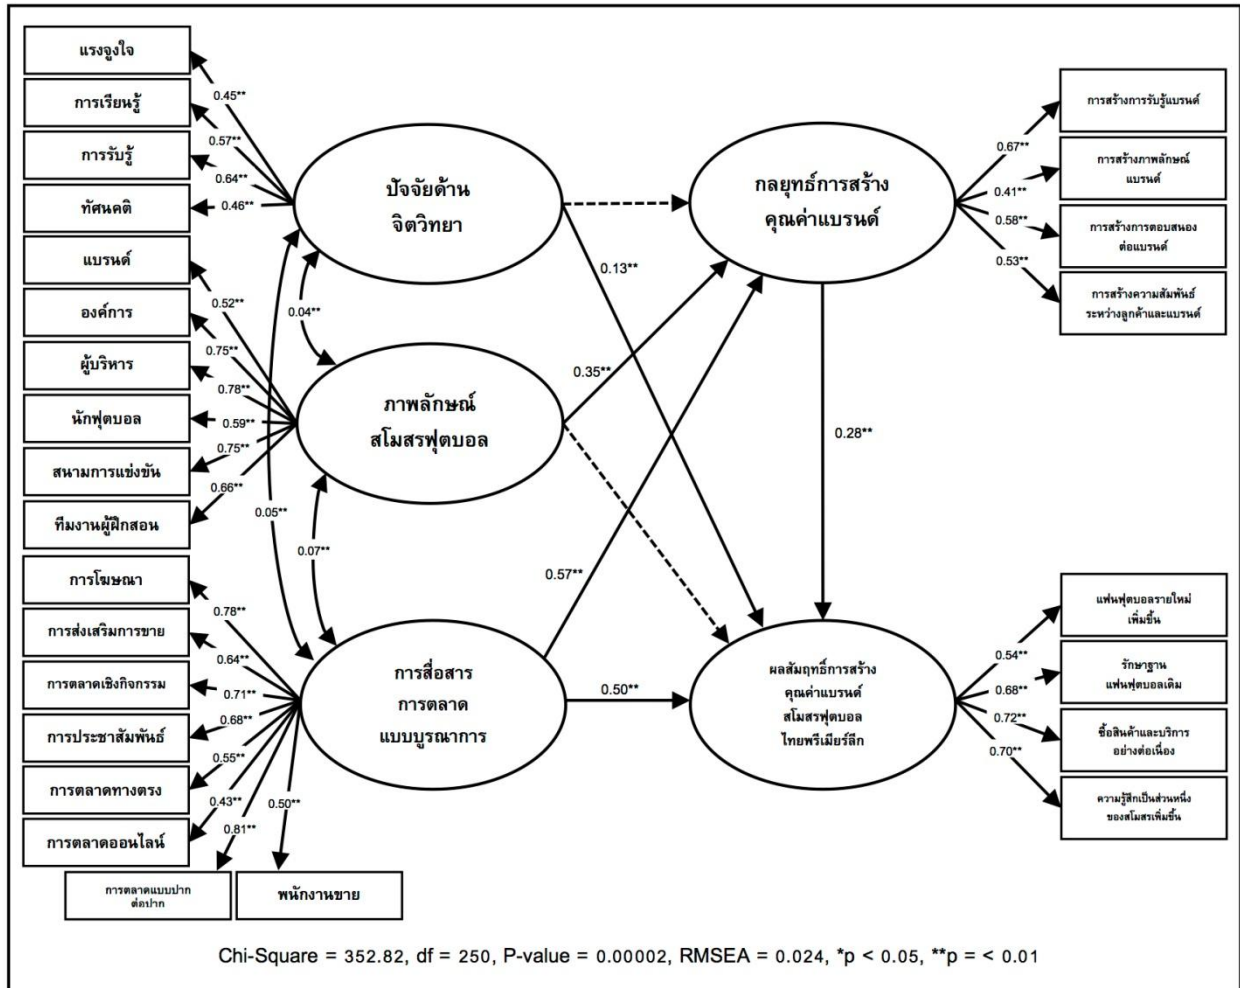 แรงจูงใจ
การเรียนรู้
การรับรู้
ทัศนคติ
แบรนด์
องค์การ
ผู้บริหาร
นักฟุตบอล
สนามการแข่งขัน
ทีมงานผู้ฝึกสอน
การโฆษณา
การส่งเสริมการขาย
การตลาดเชิงกิจกรรม
การประชาสัมพันธ์
การตลาดทางตรง
การตลาดออนไลน์
การตลาดแบบปาก
ต่อปาก
พนักงานขาย
0.45**
0.57**
0.64**
0.46**
0.52**
0.75**
0.78**
0.59**
0.75**
0.66**
0.78**
0.64**
0.71**
0.68**
0.55**
0.43**
0.81**
0.50**
0.04**
0.05**
0.07**
ปัจจัยด้าน
จิตวิทยา
ภาพลักษณ์
สโมสรฟุตบอล
การสื่อสาร
การตลาด
แบบบูรณาการ
0.13**
0.35**
0.57**
0.50**
0.28**
กลยุทธ์การสร้าง
คุณค่าแบรนด์
ผลสัมฤทธิ์การสร้าง
คุณค่าแบรนด์
สโมสรฟุตบอล
ไทยพรีเมียร์ลีก
0.67**
0.41**
0.58**
0.53**
การสร้างการรับรู้แบรนด์
การสร้างภาพลักษณ์
แบรนด์
การสร้างการตอบสนอง
ต่อแบรนด์
การสร้างความสัมพันธ์
ระหว่างลูกค้าและแบรนด์
0.54**
0.68**
0.72**
0.70**
แฟนฟุตบอลรายใหม่
เพิ่มขึ้น
รักษาฐาน
แฟนฟุตบอลเดิม
ซื้อสินค้าและบริการ
อย่างต่อเนื่อง
ความรู้สึกเป็นส่วนหนึ่ง
ของสโมสรเพิ่มขึ้น
Chi-Square = 352.82, df = 250, P-value = 0.00002, RMSEA = 0.024, *p < 0.05, **p = < 0.01